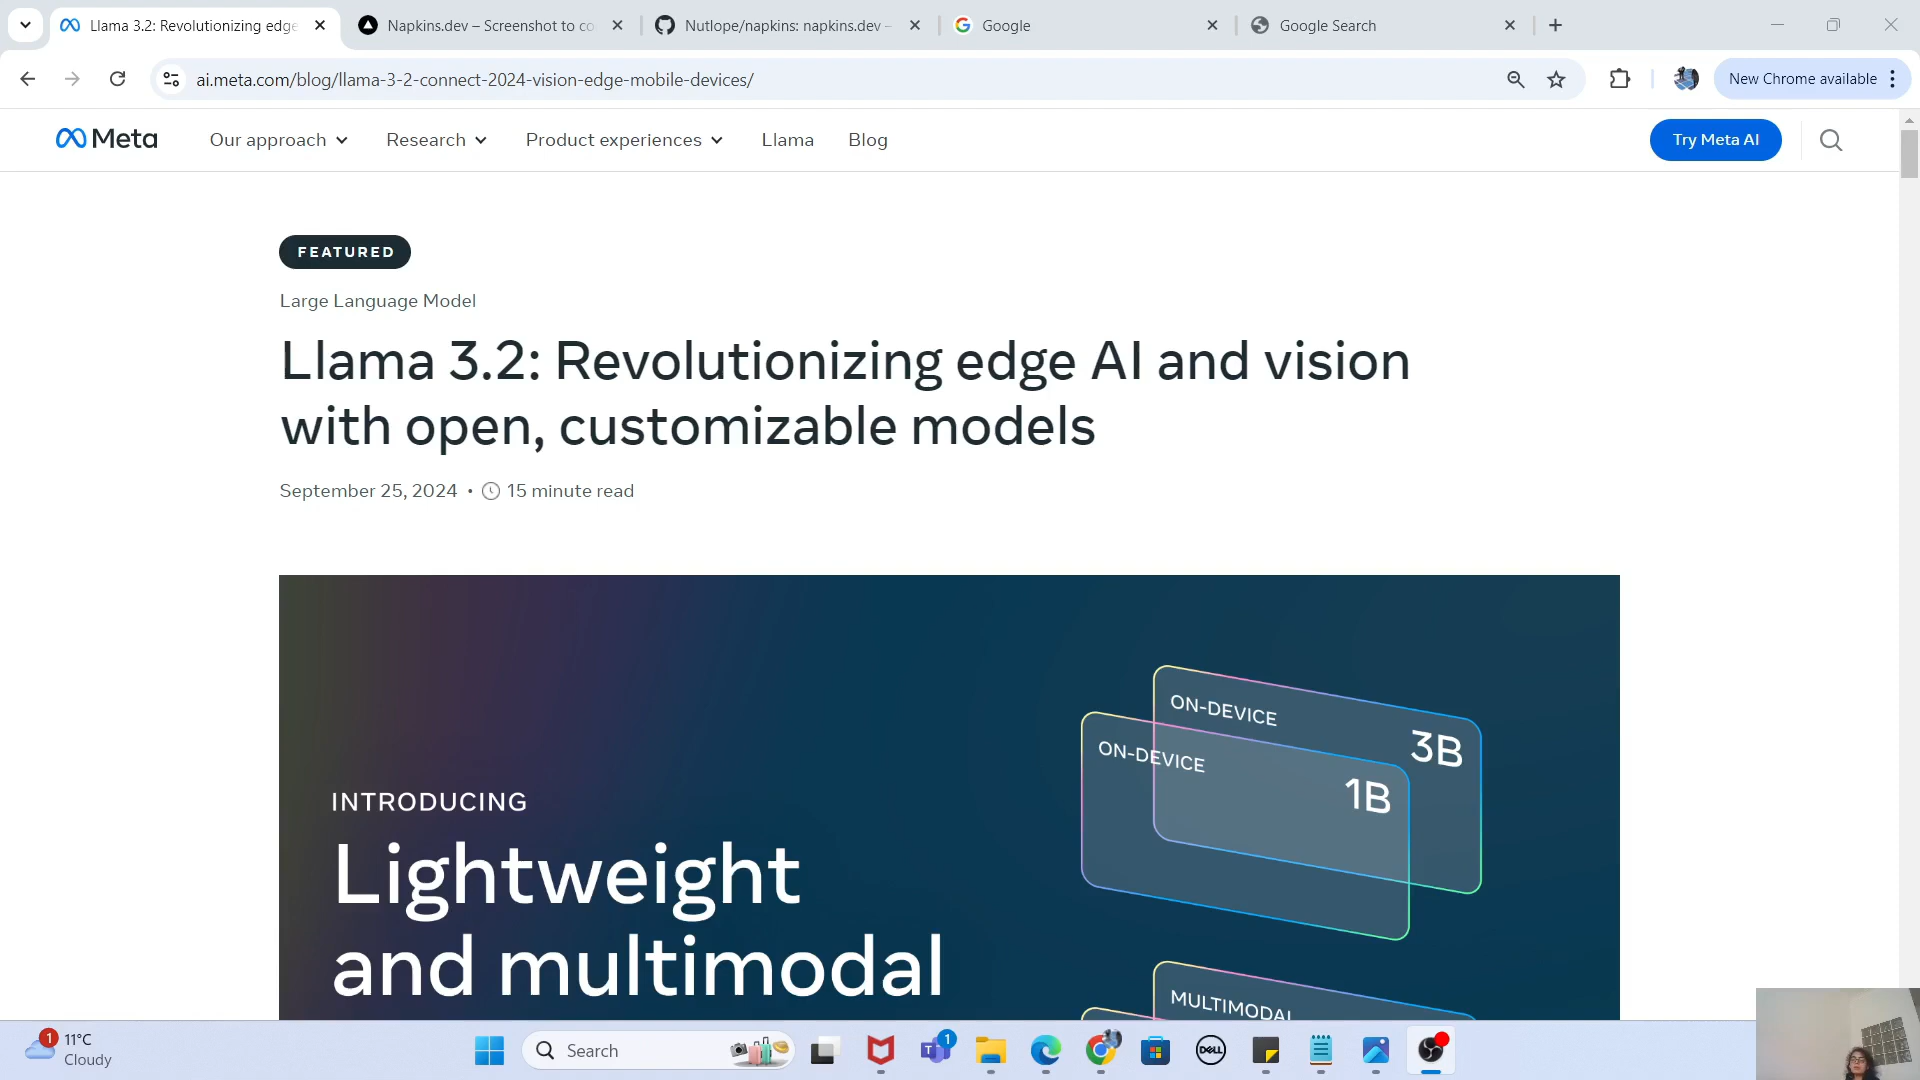 Llama 3.2: Revolutionizing edge
Napkins.dev – Screenshot to co
Nutlope/napkins: napkins.dev –
Google
Google Search
ai.meta.com/blog/llama-3-2-connect-2024-vision-edge-mobile-devices/
New Chrome available
Meta
Our approach
Research
Product experiences
Llama
Blog
Try Meta AI
FEATURED
Large Language Model
Llama 3.2: Revolutionizing edge AI and vision
with open, customizable models
September 25, 2024 • 15 minute read
ON-DEVICE
3B
ON-DEVICE
1B
INTRODUCING
Lightweight
and multimodal
MULTIMODAL
1
11°C
Cloudy
Search
1
DELL